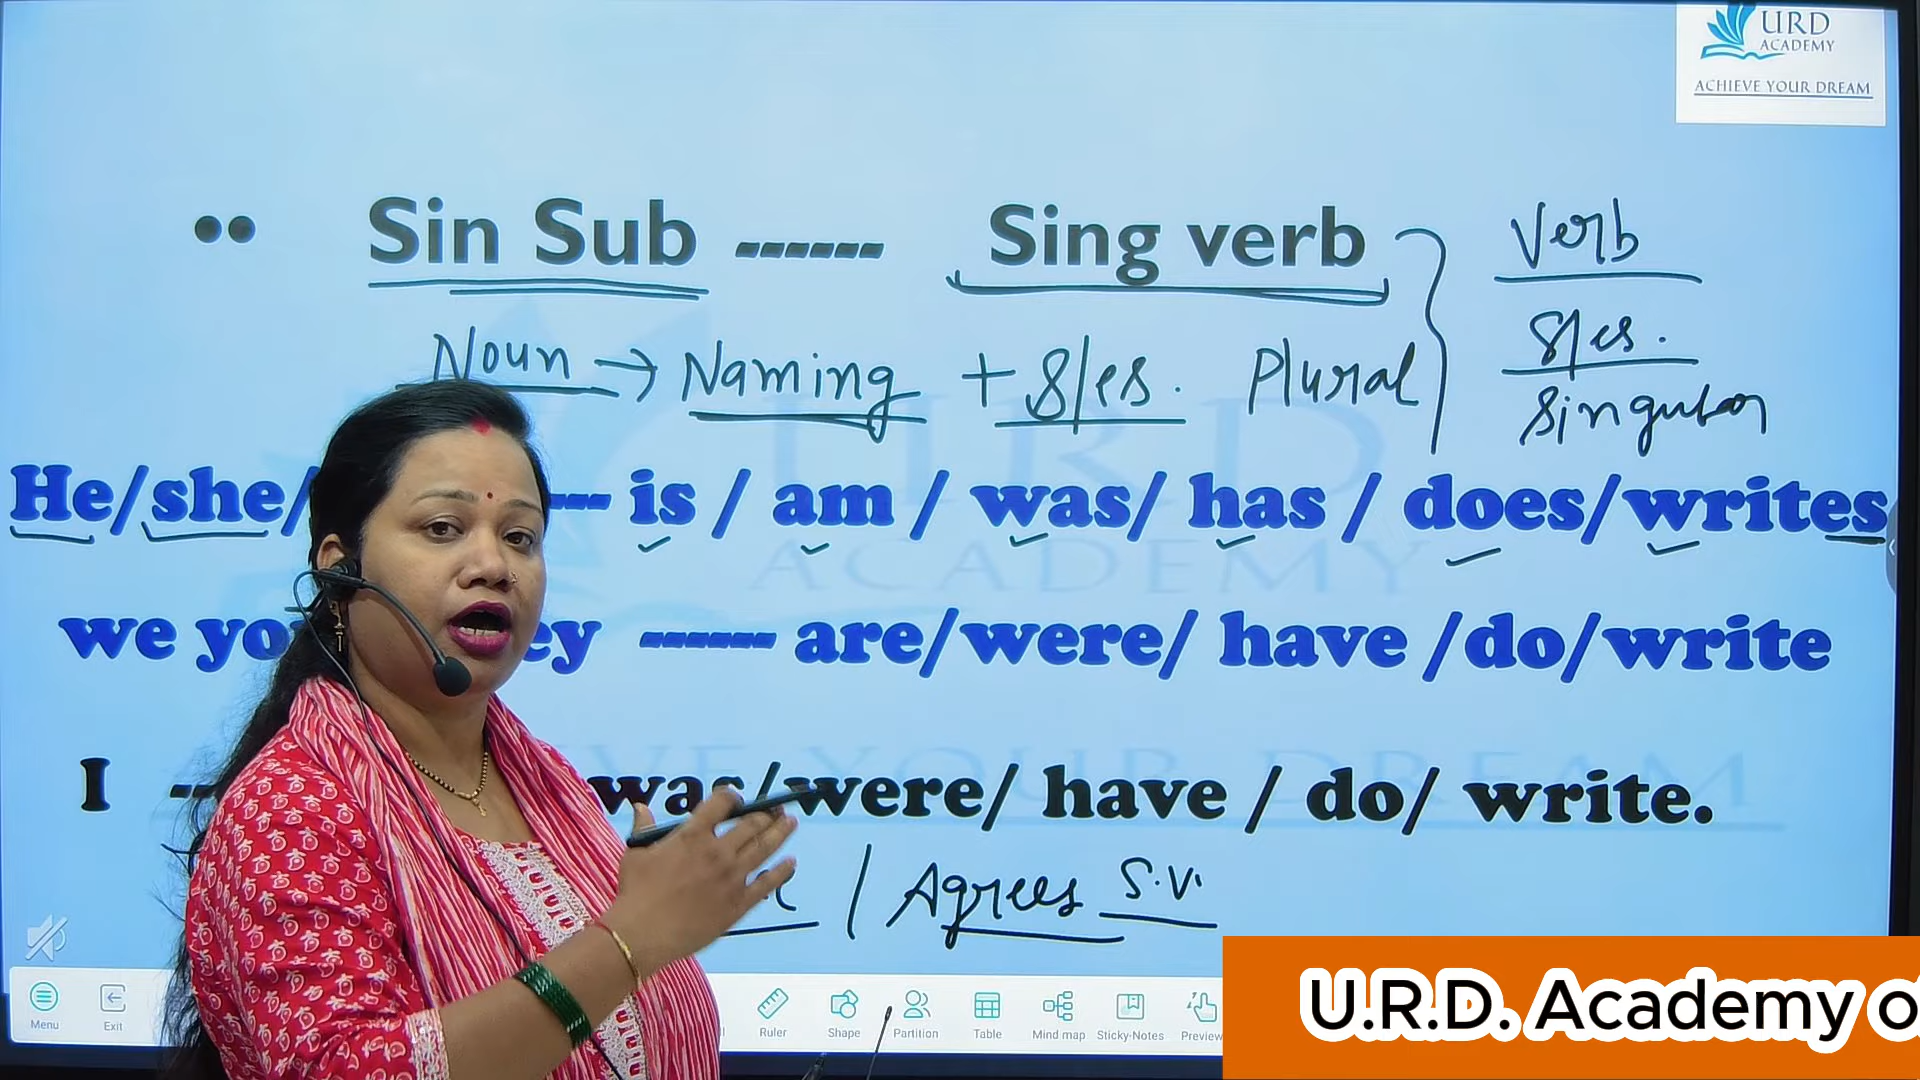 URD
ACADEMY
ACHIEVE YOUR DREAM
•• Sin Sub ------ Sing verb
Verb
Noun → Naming + S/es. Plural
S/es.
Singular
He/she/ --- is / am / was/ has / does/writes
we you ey ------ are/were/ have /do/write
I --- was/were/ have / do/ write.
/ Agrees S.V.
Menu Exit Ruler Shape Partition Table Mind map Sticky-Notes Preview
U.R.D. Academy o